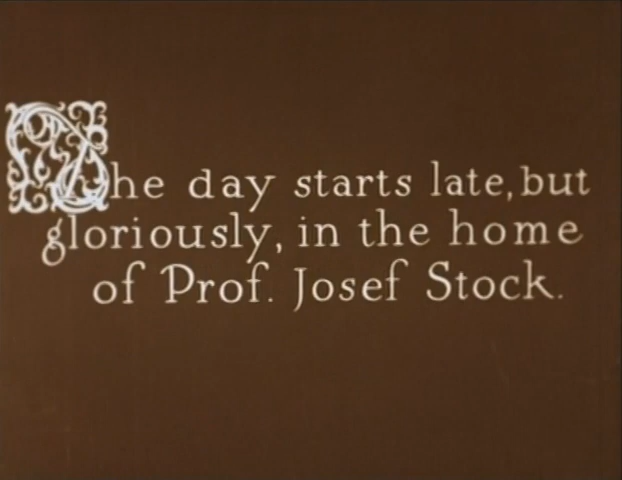 The day starts late, but
gloriously, in the home
of Prof. Josef Stock.